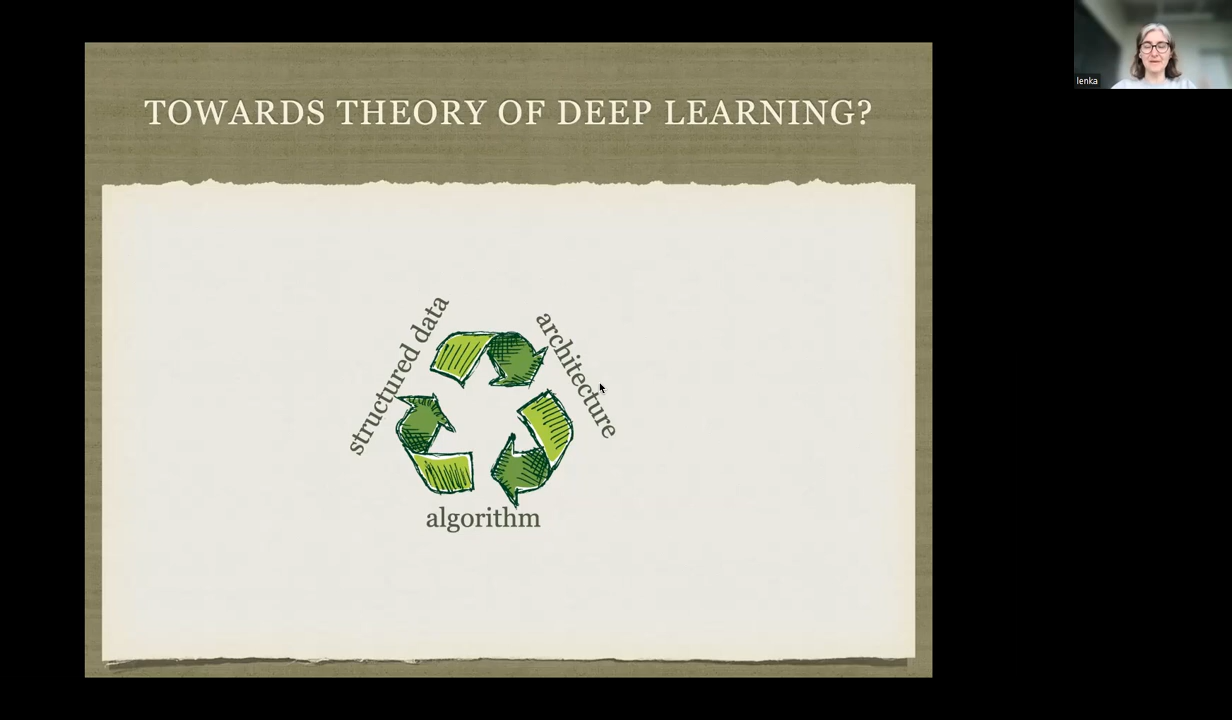 TOWARDS THEORY OF DEEP LEARNING?
structured data
architecture
algorithm
lenka